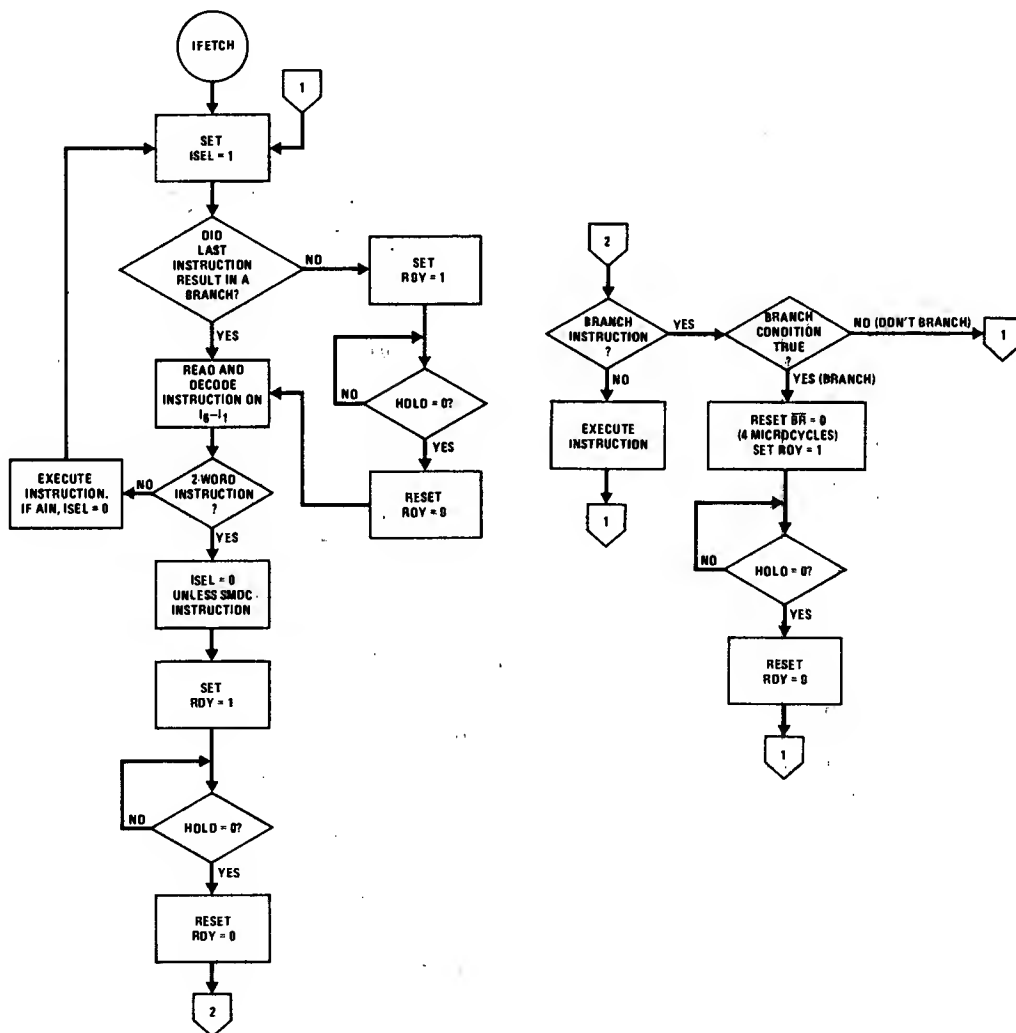 IFETCH
1
SET
ISEL = 1
DID
LAST
INSTRUCTION
RESULT IN A
BRANCH?
NO
YES
SET
RDY = 1
HOLD = 0?
NO
YES
RESET
RDY = 0
READ AND
DECODE
INSTRUCTION ON
I6–I1
2-WORD
INSTRUCTION
?
NO
YES
EXECUTE
INSTRUCTION.
IF AIN, ISEL = 0
ISEL = 0
UNLESS SMDC
INSTRUCTION
SET
RDY = 1
HOLD = 0?
NO
YES
RESET
RDY = 0
2
2
BRANCH
INSTRUCTION
?
YES
NO
EXECUTE
INSTRUCTION
1
BRANCH
CONDITION
TRUE
?
NO (DON'T BRANCH)
1
YES (BRANCH)
RESET B̅R̅ = 0
(4 MICROCYCLES)
SET RDY = 1
HOLD = 0?
NO
YES
RESET
RDY = 0
1